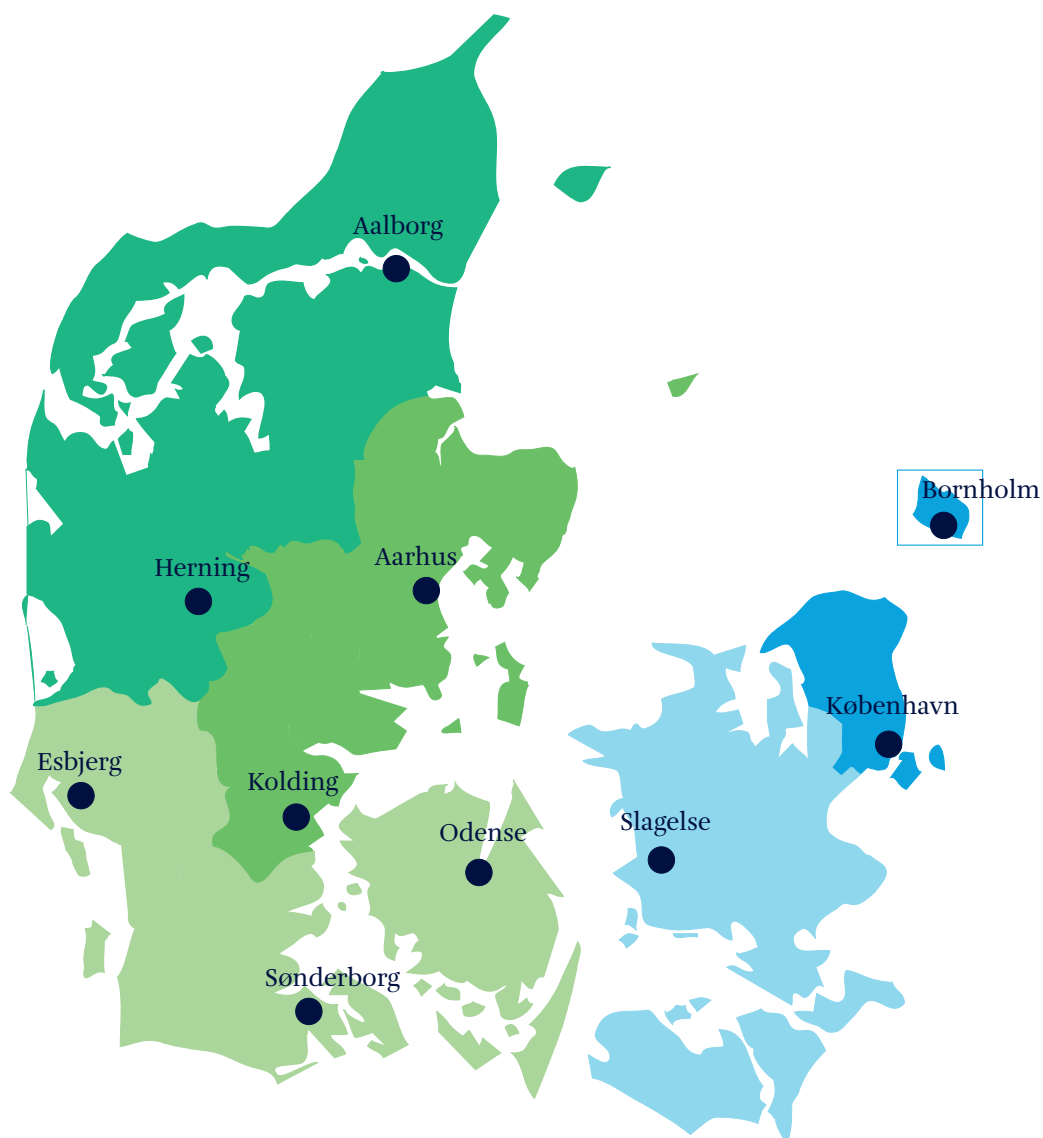 Aalborg
Bornholm
Aarhus
Herning
København
Esbjerg
Kolding
Slagelse
Odense
Sønderborg